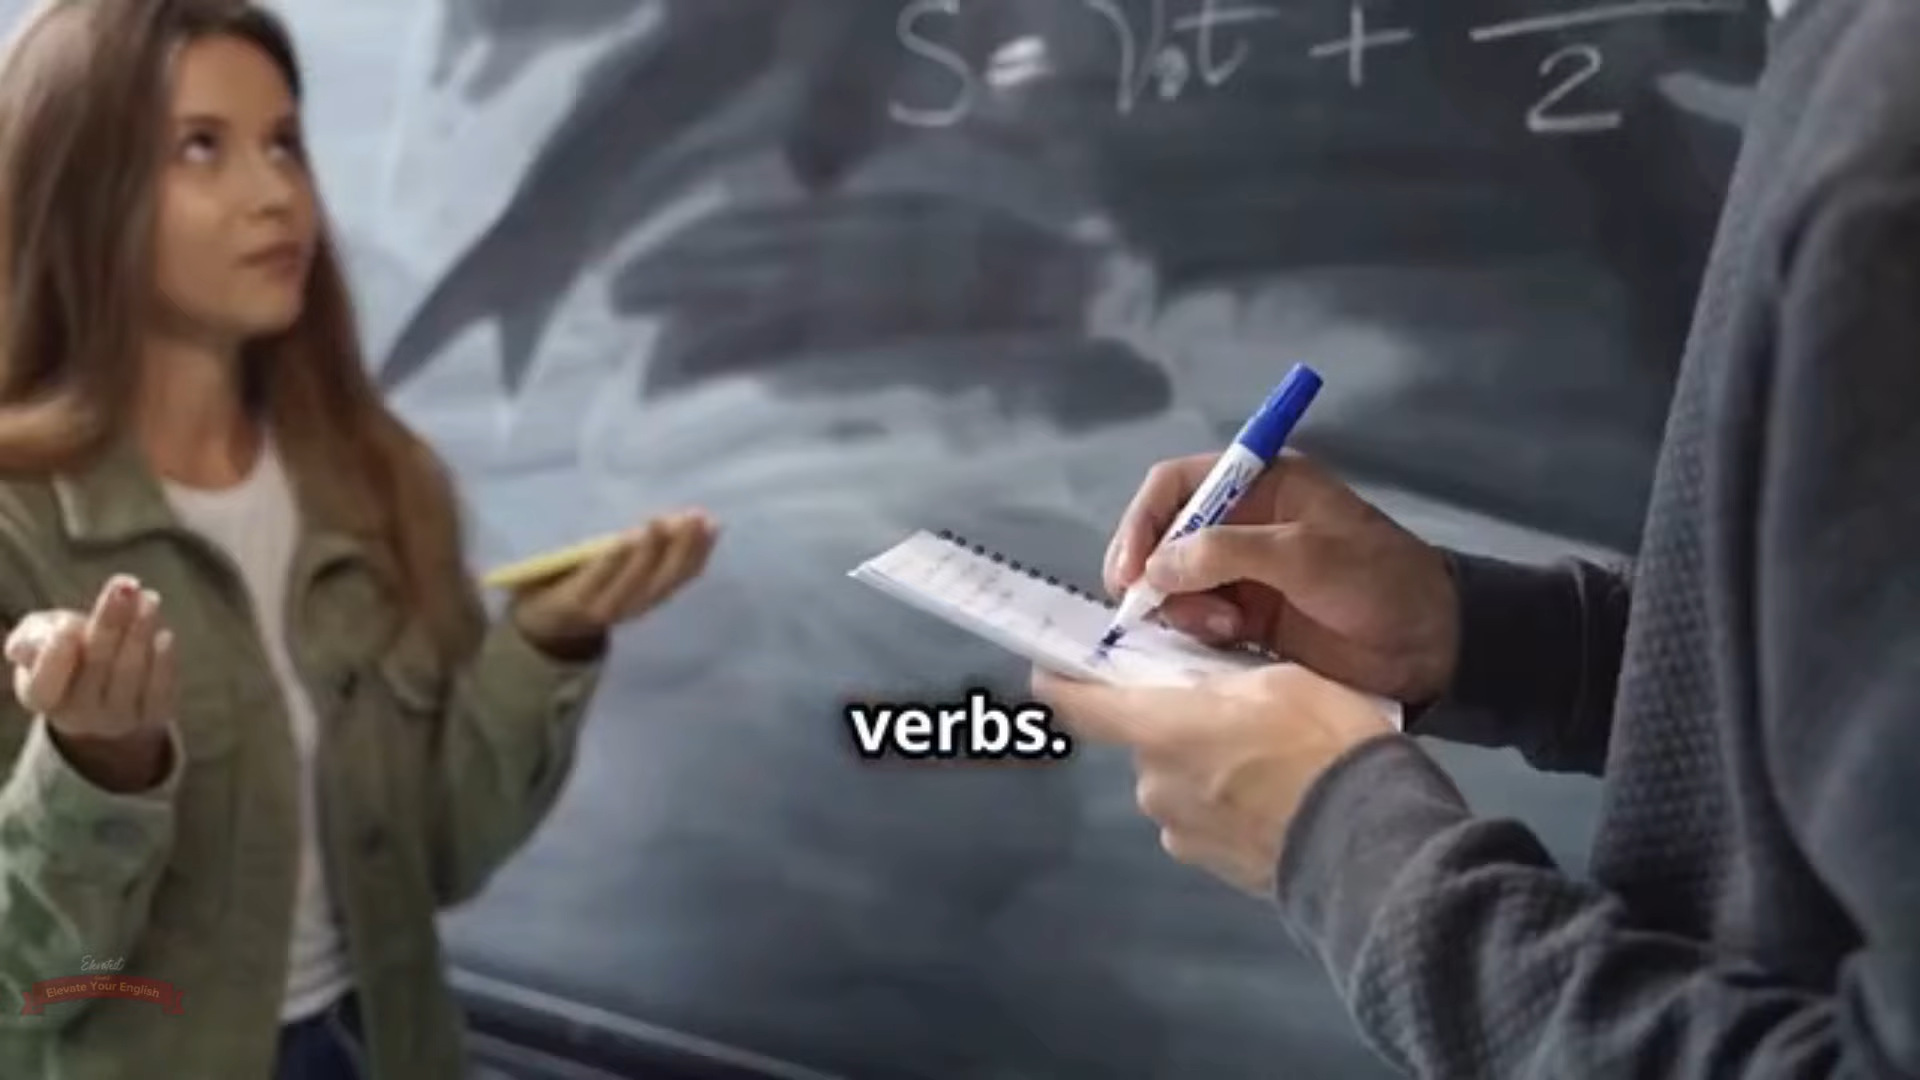 S = V₀t + 
2
verbs.
Elevate Your English